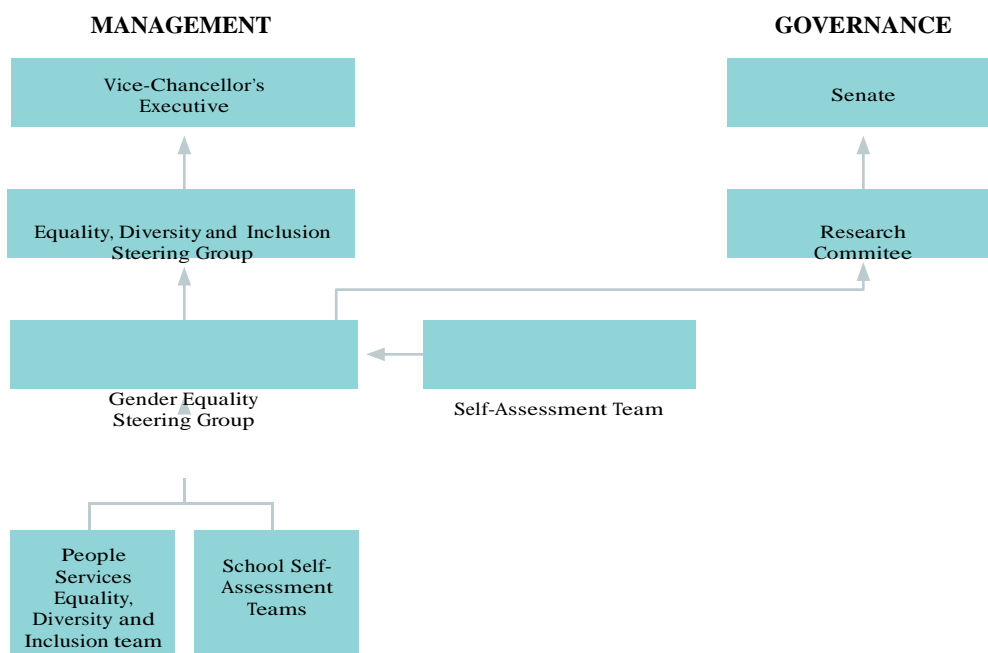 MANAGEMENT
GOVERNANCE
Vice-Chancellor’s
Executive
Senate
Equality, Diversity and Inclusion
Steering Group
Research
Commitee
Gender Equality
Steering Group
Self-Assessment Team
People
Services
Equality,
Diversity and
Inclusion team
School Self-
Assessment
Teams